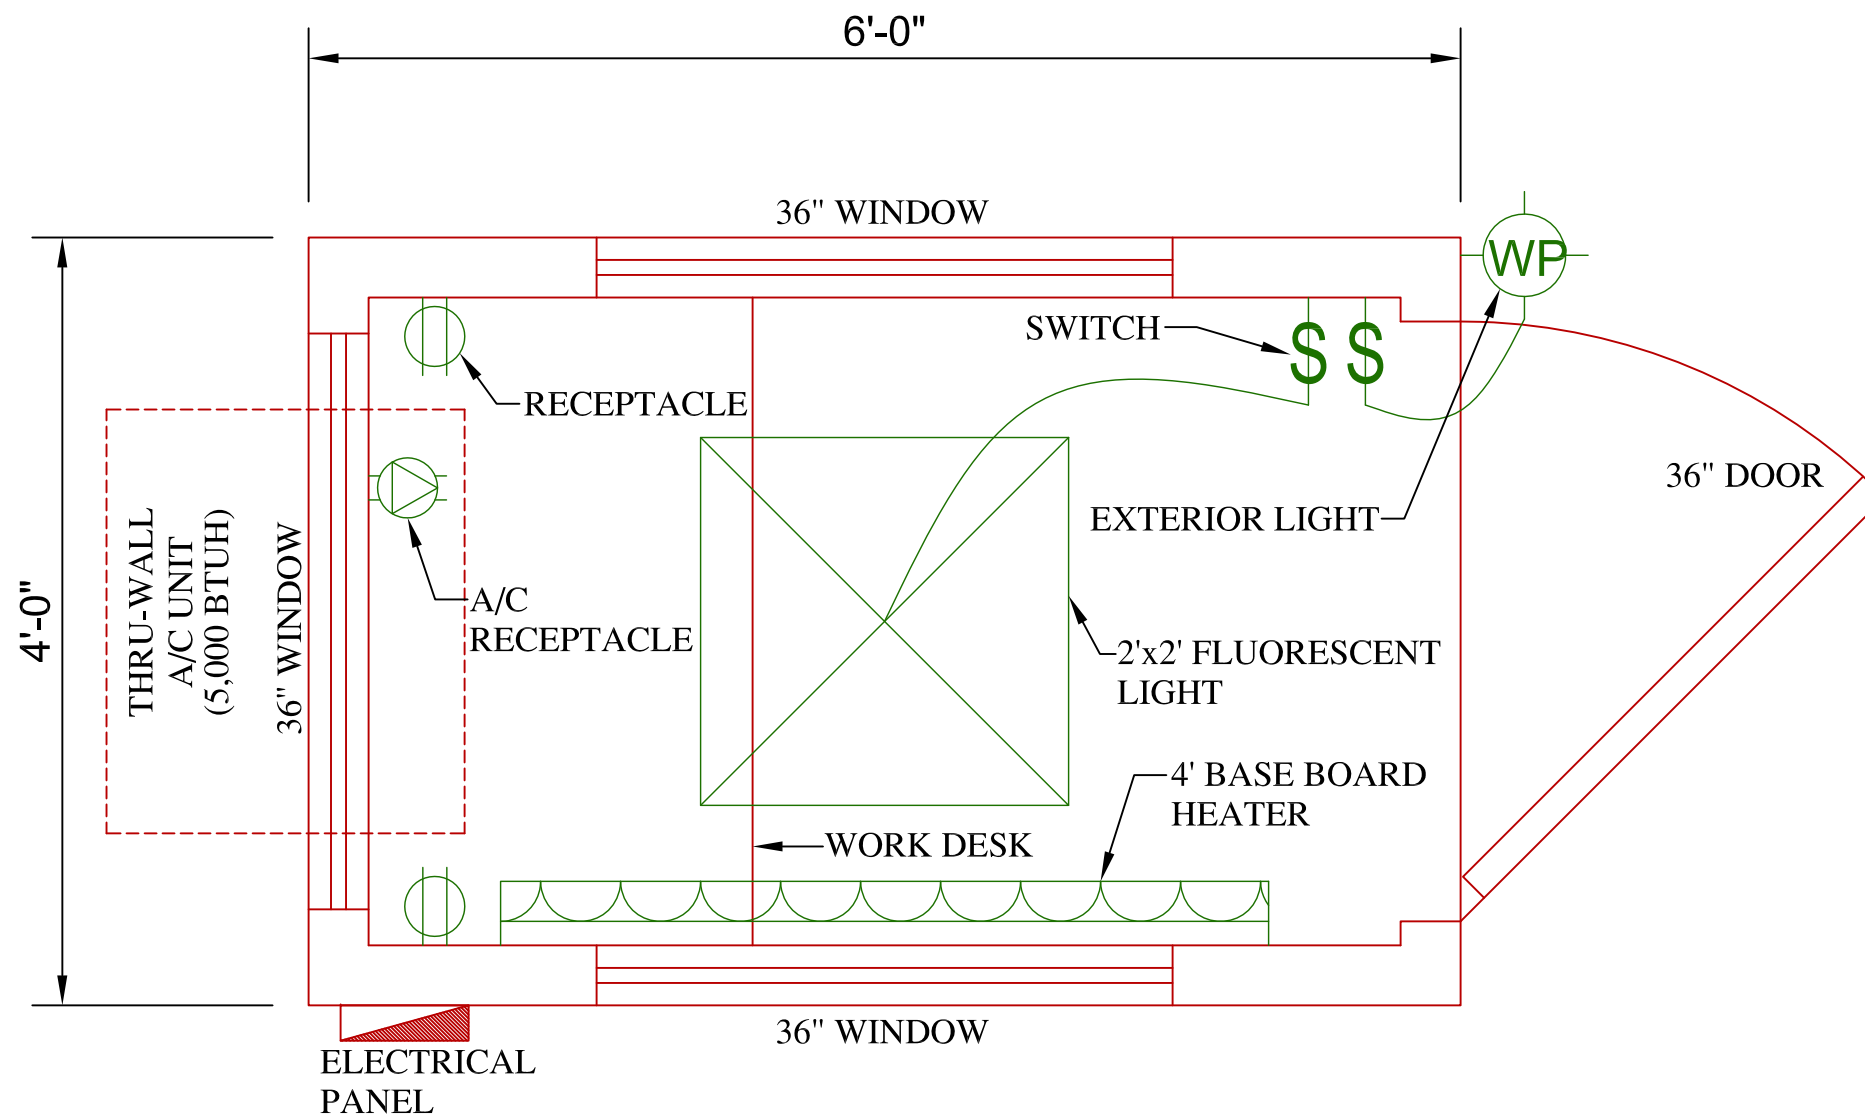 6'-0"
36" WINDOW
WP
SWITCH
S S
RECEPTACLE
36" DOOR
EXTERIOR LIGHT
THRU-WALL
A/C UNIT
(5,000 BTUH)
36" WINDOW
4'-0"
A/C
RECEPTACLE
2'x2' FLUORESCENT
LIGHT
4' BASE BOARD
HEATER
WORK DESK
36" WINDOW
ELECTRICAL
PANEL